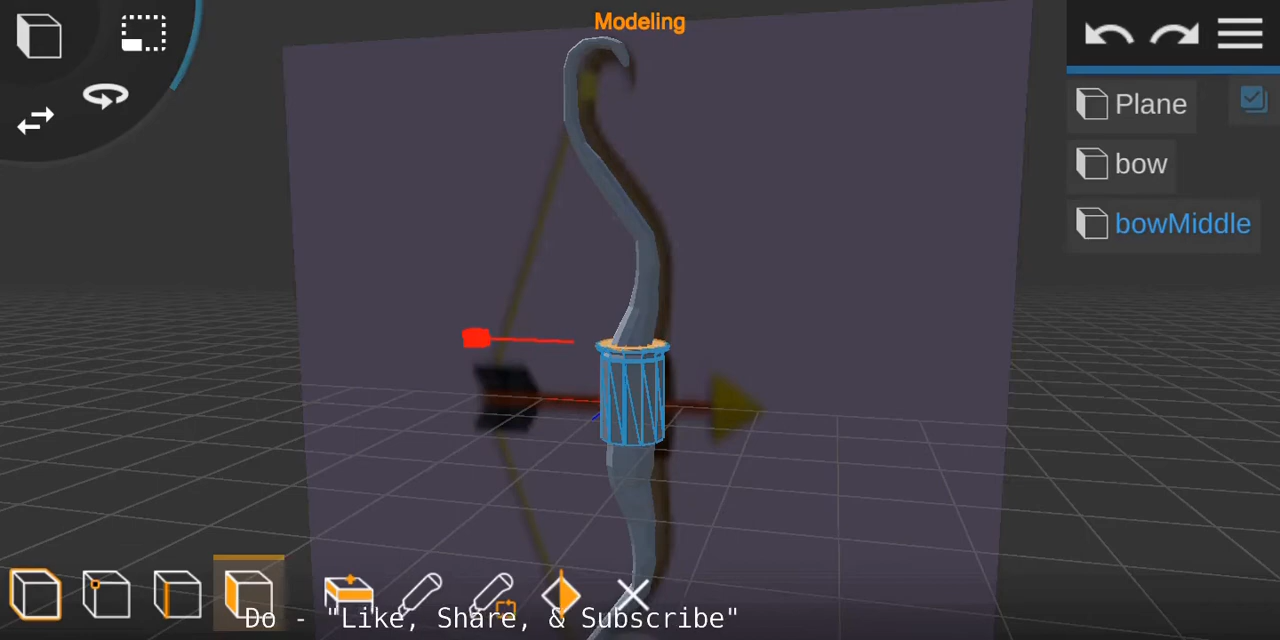 Modeling
Plane
bow
bowMiddle
Do - "Like, Share, & Subscribe"